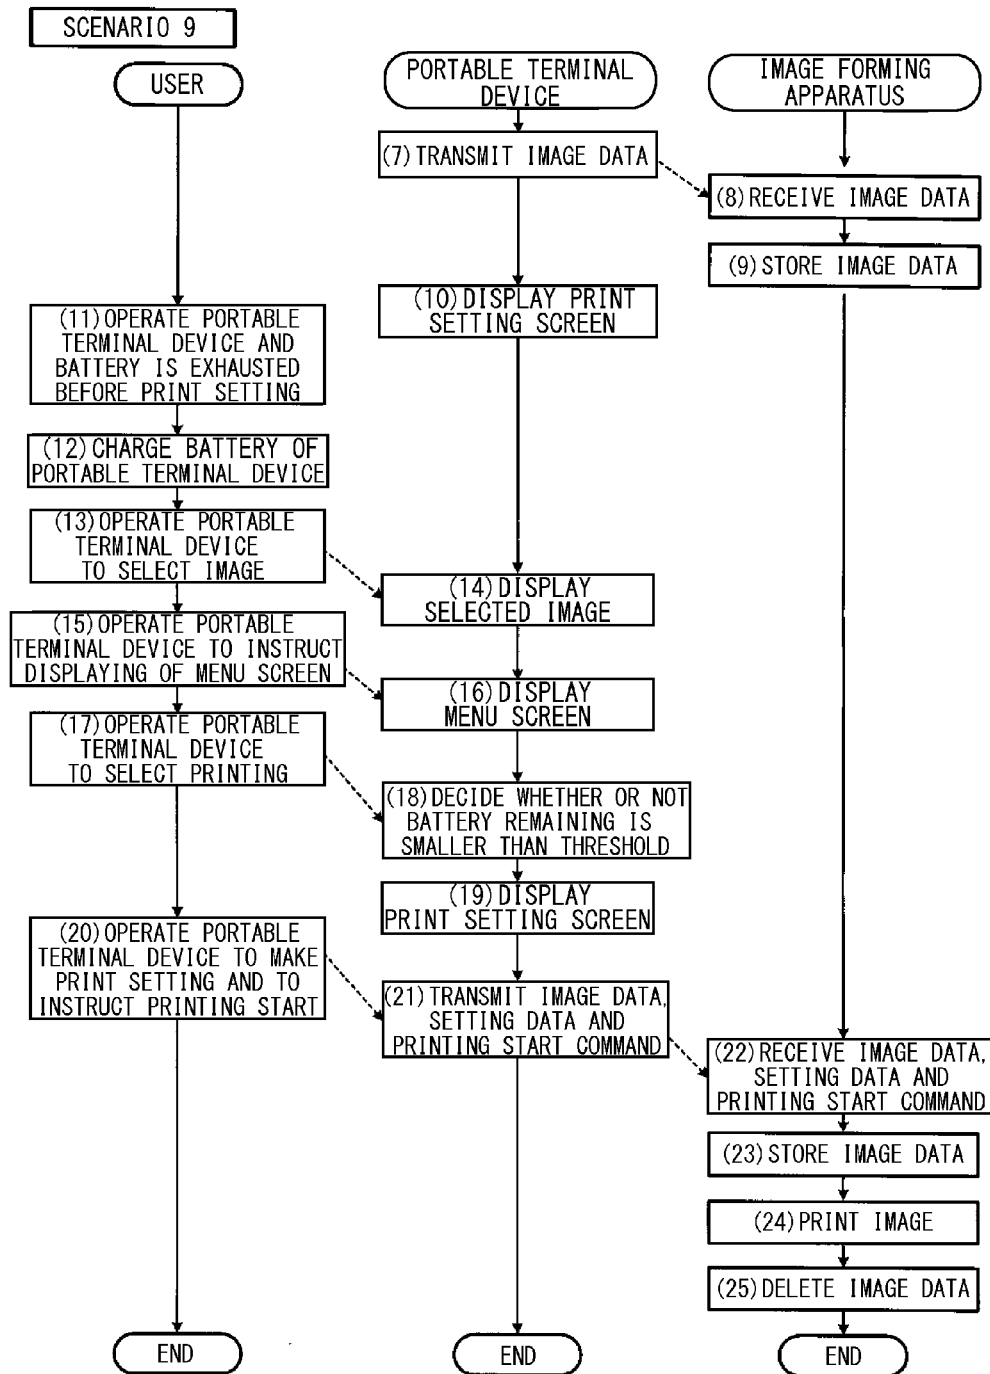 SCENARIO 9
USER
PORTABLE TERMINAL
DEVICE
IMAGE FORMING
APPARATUS
(7)TRANSMIT IMAGE DATA
(8)RECEIVE IMAGE DATA
(9)STORE IMAGE DATA
(10)DISPLAY PRINT
SETTING SCREEN
(11)OPERATE PORTABLE
TERMINAL DEVICE AND
BATTERY IS EXHAUSTED
BEFORE PRINT SETTING
(12)CHARGE BATTERY OF
PORTABLE TERMINAL DEVICE
(13)OPERATE PORTABLE
TERMINAL DEVICE
TO SELECT IMAGE
(14)DISPLAY
SELECTED IMAGE
(15)OPERATE PORTABLE
TERMINAL DEVICE TO INSTRUCT
DISPLAYING OF MENU SCREEN
(16)DISPLAY
MENU SCREEN
(17)OPERATE PORTABLE
TERMINAL DEVICE
TO SELECT PRINTING
(18)DECIDE WHETHER OR NOT
BATTERY REMAINING IS
SMALLER THAN THRESHOLD
(19)DISPLAY
PRINT SETTING SCREEN
(20)OPERATE PORTABLE
TERMINAL DEVICE TO MAKE
PRINT SETTING AND TO
INSTRUCT PRINTING START
(21)TRANSMIT IMAGE DATA,
SETTING DATA AND
PRINTING START COMMAND
(22)RECEIVE IMAGE DATA,
SETTING DATA AND
PRINTING START COMMAND
(23)STORE IMAGE DATA
(24)PRINT IMAGE
(25)DELETE IMAGE DATA
END
END
END